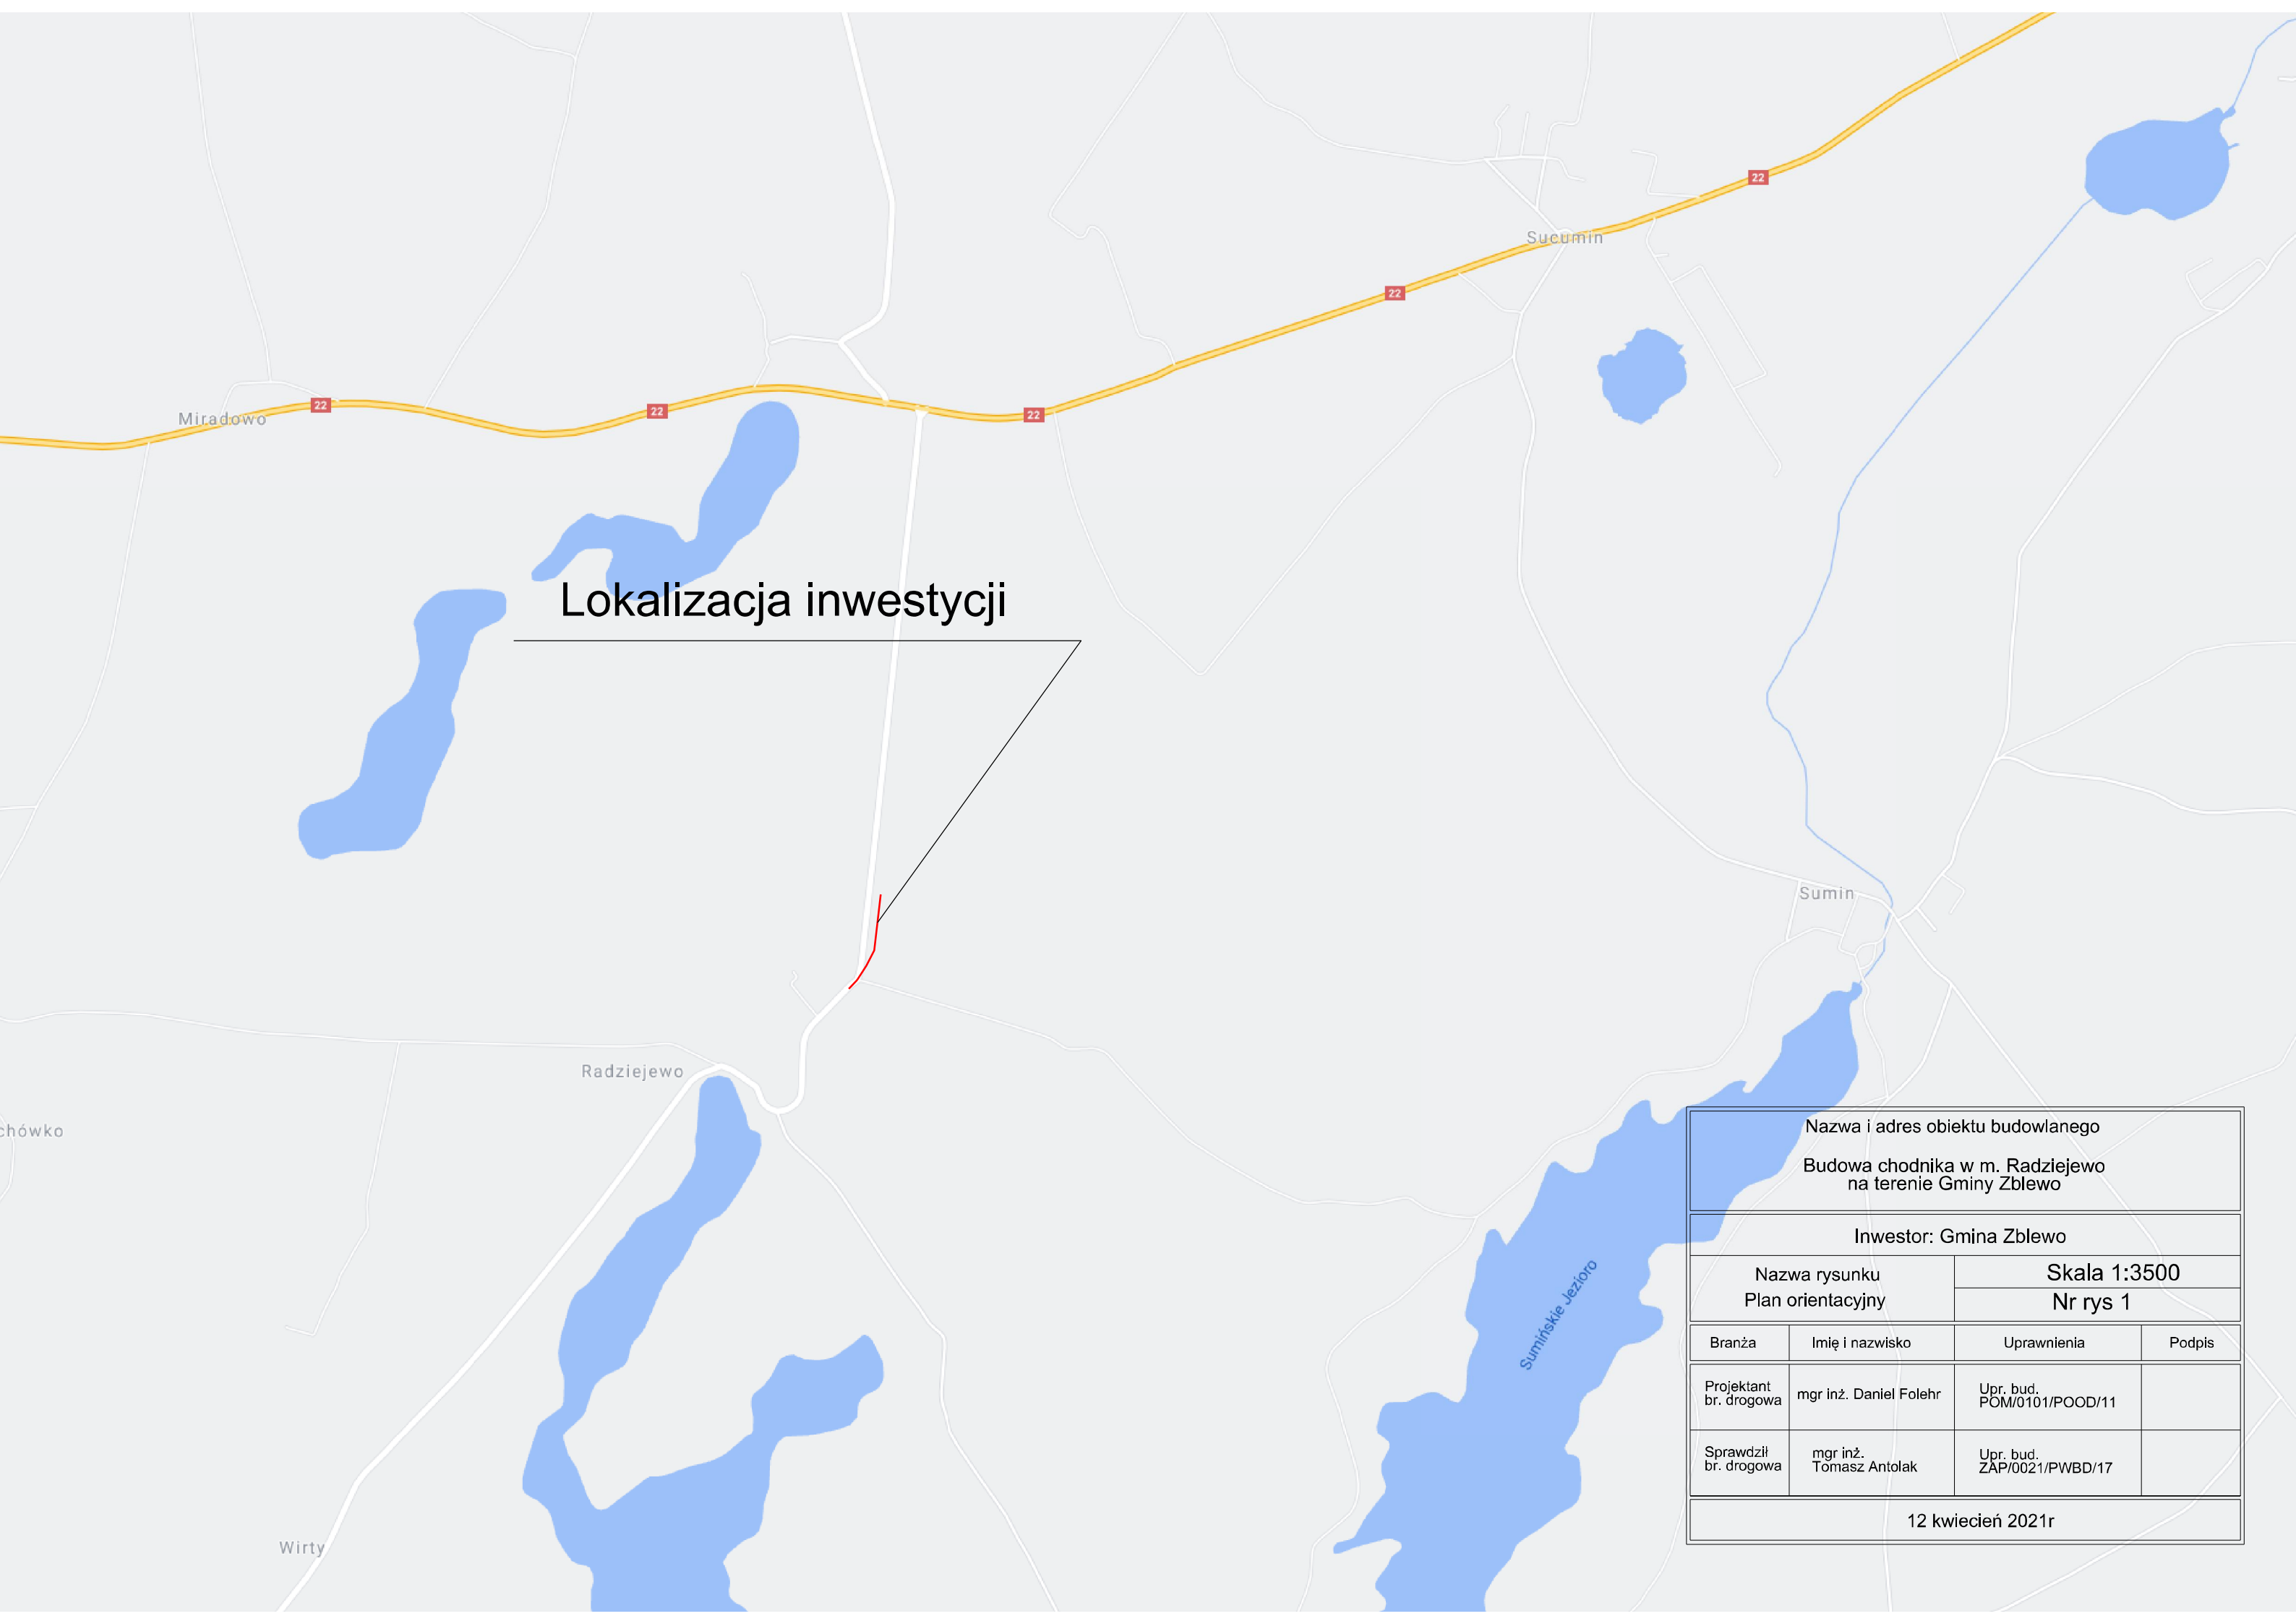 22
Sucumin
22
22
22
22
Miradowo
Lokalizacja inwestycji
Sumin
Radziejewo
chówko
Sumińskie Jezioro
Wirty
Nazwa i adres obiektu budowlanego
Budowa chodnika w m. Radziejewo
na terenie Gminy Zblewo
Inwestor: Gmina Zblewo
Nazwa rysunku
Plan orientacyjny
Skala 1:3500
Nr rys 1
Branża
Imię i nazwisko
Uprawnienia
Podpis
Projektant
br. drogowa
mgr inż. Daniel Folehr
Upr. bud.
POM/0101/POOD/11
Sprawdził
br. drogowa
mgr inż.
Tomasz Antolak
Upr. bud.
ZAP/0021/PWBD/17
12 kwiecień 2021r